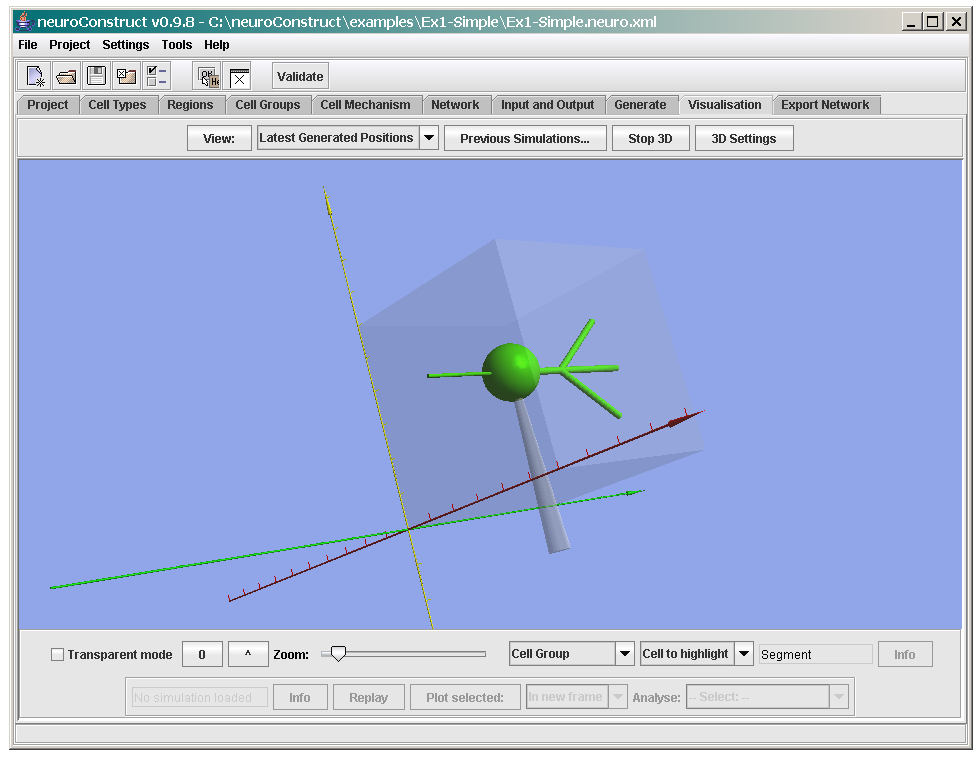 neuroConstruct v0.9.8 - C:\neuroConstruct\examples\Ex1-Simple\Ex1-Simple.neuro.xml
File Project Settings Tools Help
Validate
Project Cell Types Regions Cell Groups Cell Mechanism Network Input and Output Generate Visualisation Export Network
View: Latest Generated Positions Previous Simulations... Stop 3D 3D Settings
Transparent mode 0 ^ Zoom: Cell Group Cell to highlight Segment Info
No simulation loaded Info Replay Plot selected: In new frame Analyse: -- Select: --